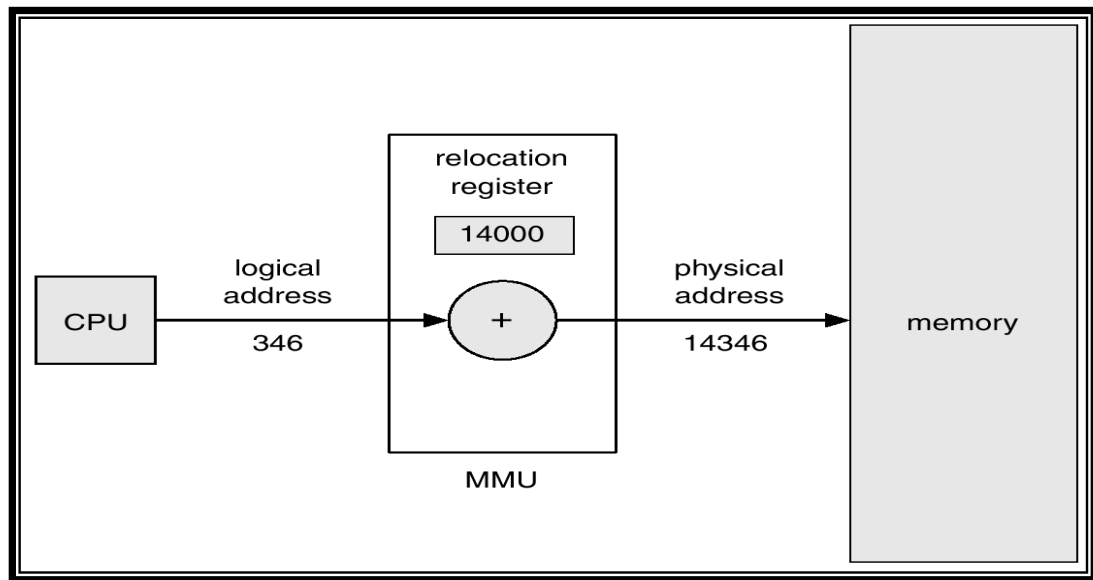 relocation
register
14000
logical
address
346
CPU
+
physical
address
14346
memory
MMU